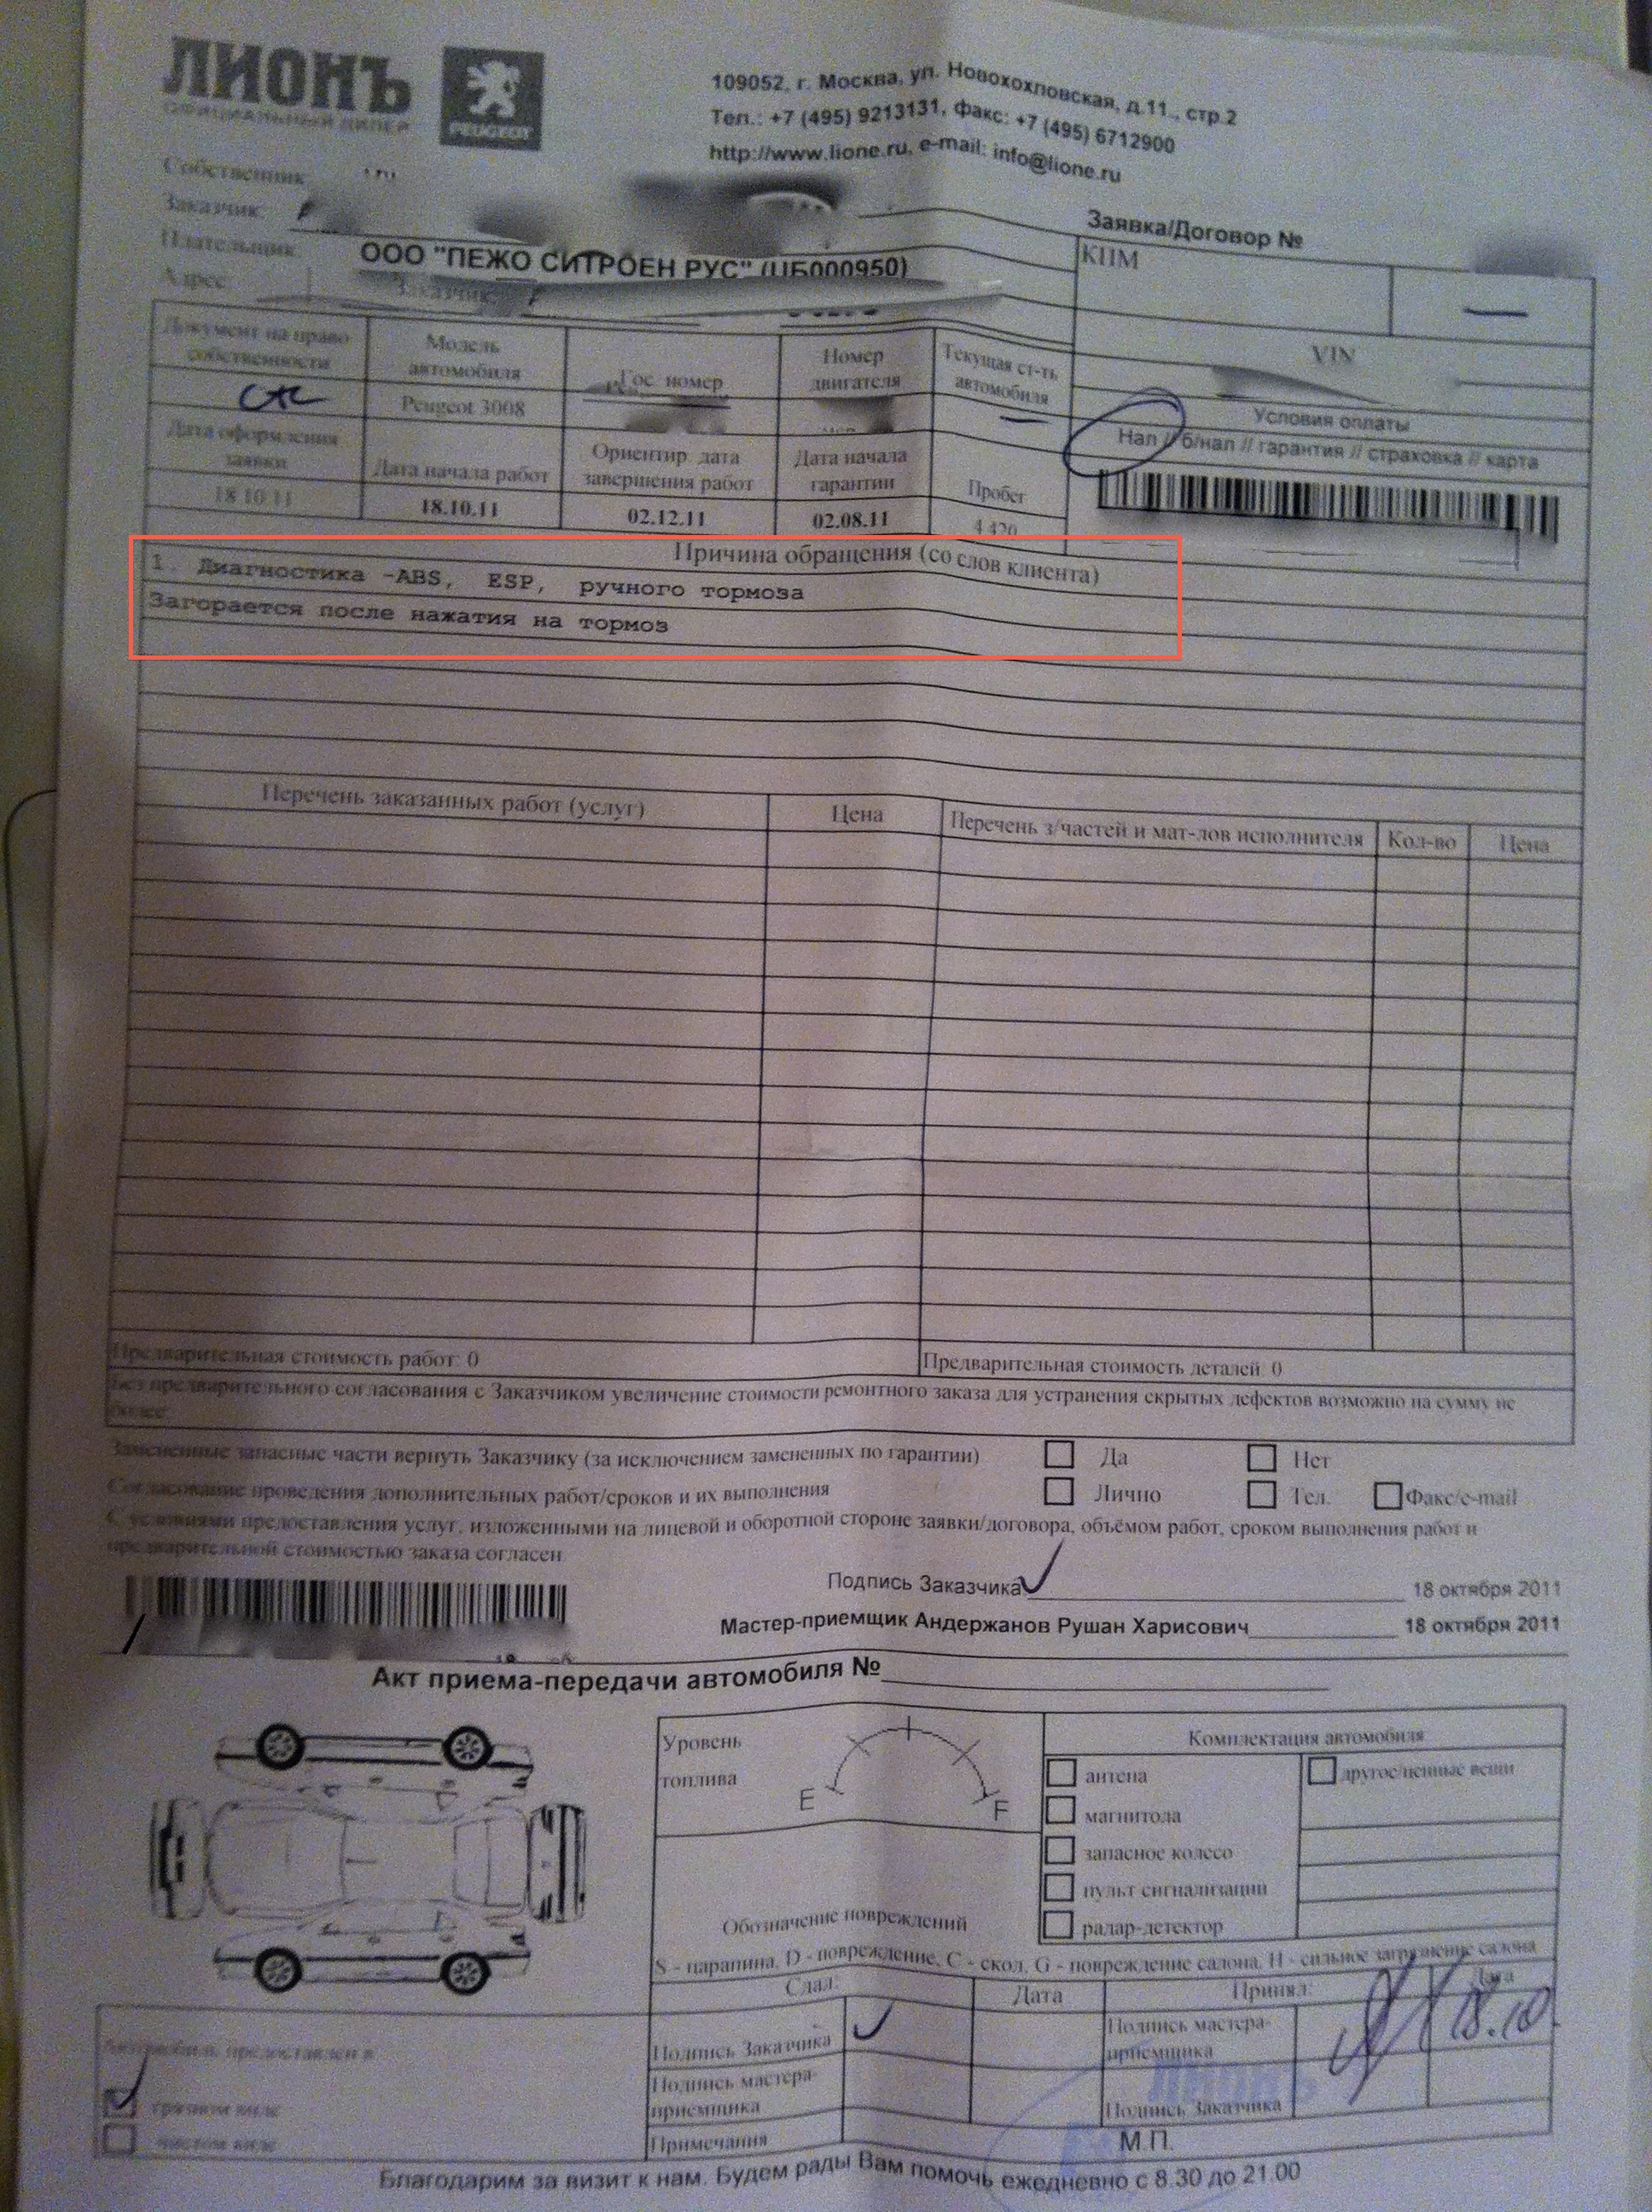 ЛИОНЪ
ОФИЦИАЛЬНЫЙ ДИЛЕР
PEUGEOT
109052, г. Москва, ул. Новохохловская, д.11., стр.2
Тел.: +7 (495) 9213131, факс: +7 (495) 6712900
http://www.lione.ru, e-mail: info@lione.ru
Собственник
Заказчик
Заявка/Договор №
Плательщик ООО "ПЕЖО СИТРОЕН РУС" (ЦБ000950)
КПМ
Адрес Заказчик
Документ на право собственности
Модель автомобиля
Гос. номер
Номер двигателя
Текущая ст-ть автомобиля
VIN
Peugeot 3008
Условия оплаты
Нал // б/нал // гарантия // страховка // карта
Дата оформления заявки
Дата начала работ
Ориентир. дата завершения работ
Дата начала гарантии
Пробег
18.10.11 18.10.11 02.12.11 02.08.11 4 420
Причина обращения (со слов клиента)
1. Диагностика -ABS, ESP, ручного тормоза
Загорается после нажатия на тормоз
Перечень заказанных работ (услуг) Цена Перечень з/частей и мат-лов исполнителя Кол-во Цена
Предварительная стоимость работ: 0 Предварительная стоимость деталей: 0
Без предварительного согласования с Заказчиком увеличение стоимости ремонтного заказа для устранения скрытых дефектов возможно на сумму не
более
Замененные запасные части вернуть Заказчику (за исключением замененных по гарантии) Да Нет
Согласование проведения дополнительных работ/сроков и их выполнения Лично Тел. Факс/e-mail
С условиями предоставления услуг, изложенными на лицевой и оборотной стороне заявки/договора, объёмом работ, сроком выполнения работ и
предварительной стоимостью заказа согласен
Подпись Заказчика 18 октября 2011
Мастер-приемщик Андержанов Рушан Харисович 18 октября 2011
Акт приема-передачи автомобиля №
Уровень
топлива
E F
Комплектация автомобиля
антена другое/ценные вещи
магнитола
запасное колесо
пульт сигнализации
радар-детектор
Обозначение повреждений
S - царапина, D - повреждение, C - скол, G - повреждение салона, H - сильное загрязнение салона
Сдал: Дата Принял: Дата
Подпись Заказчика
Подпись мастера-приемщика
18.10.
Автомобиль предоставлен в
грязном виде
чистом виде
Подпись мастера-приемщика
Подпись Заказчика
Примечания
М.П.
ЛИОНЪ
Благодарим за визит к нам. Будем рады Вам помочь ежедневно с 8.30 до 21.00